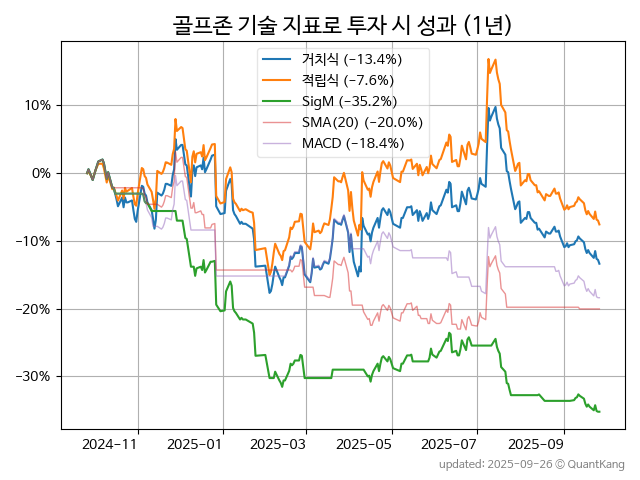 골프존 기술 지표로 투자 시 성과 (1년)
거치식 (-13.4%)
적립식 (-7.6%)
SigM (-35.2%)
SMA(20) (-20.0%)
MACD (-18.4%)
10%
0%
-10%
-20%
-30%
2024-11
2025-01
2025-03
2025-05
2025-07
2025-09
updated: 2025-09-26 © QuantKang